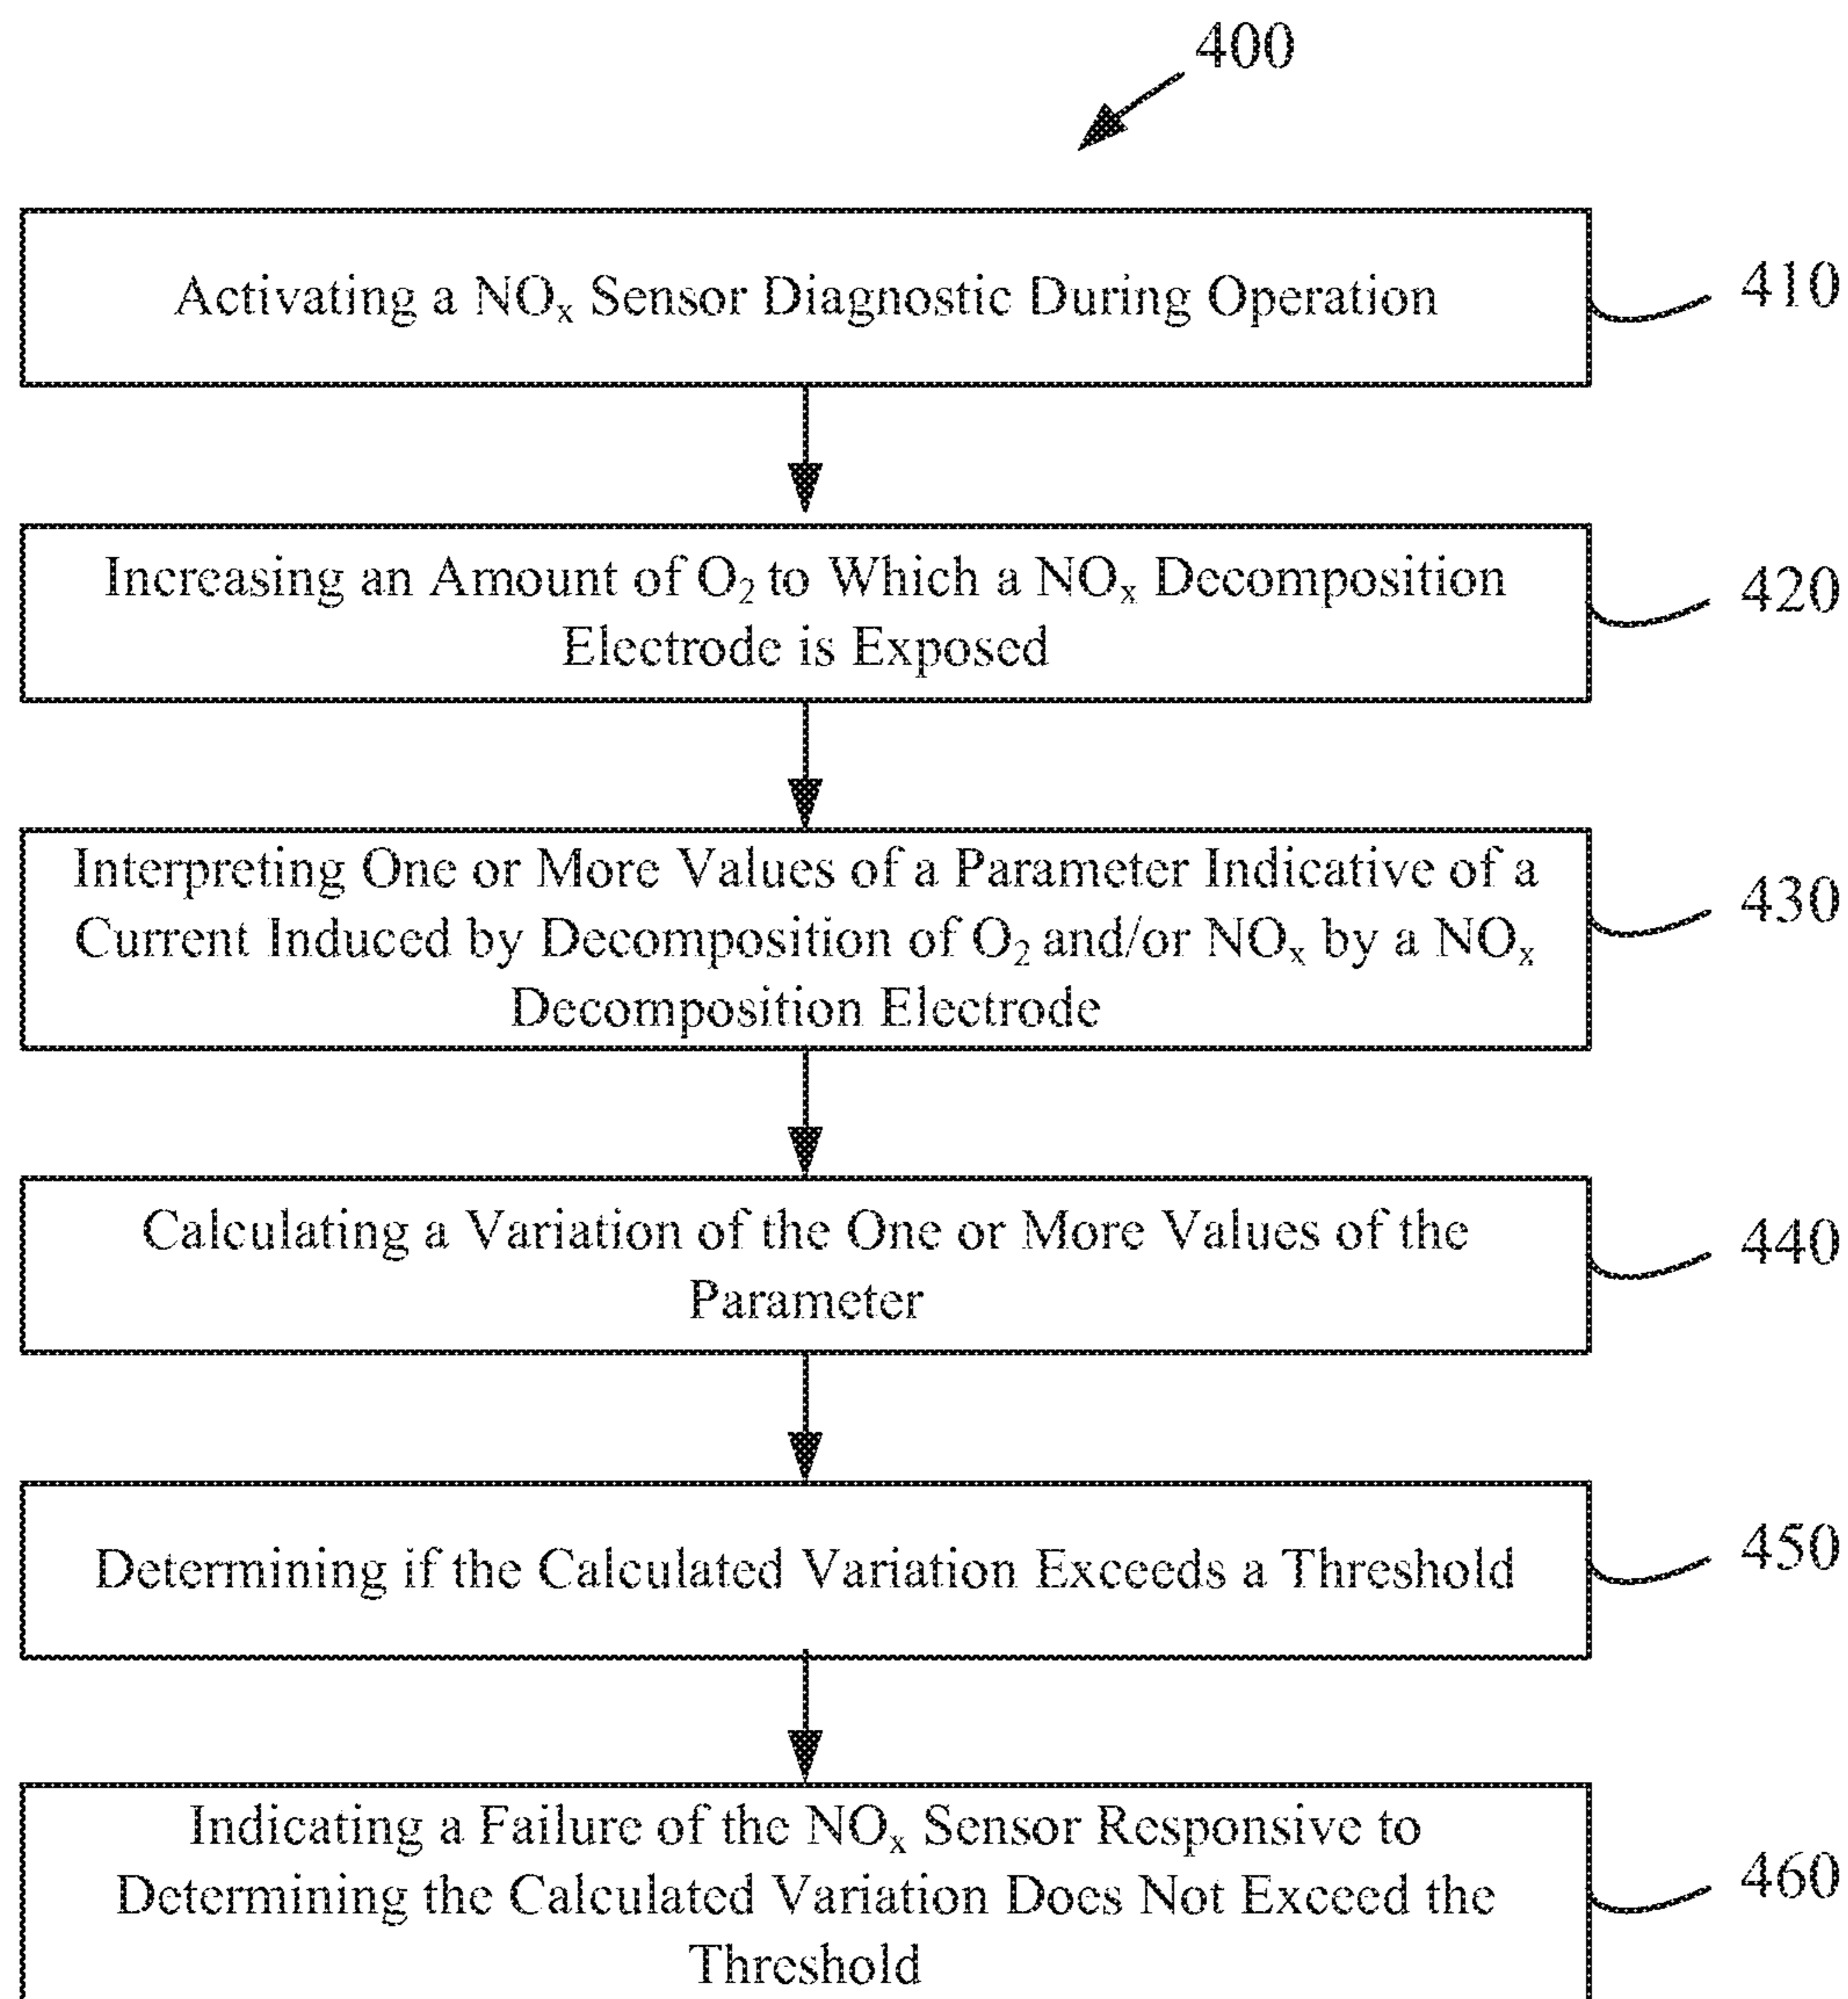 400
Activating a NOₓ Sensor Diagnostic During Operation
410
Increasing an Amount of O₂ to Which a NOₓ Decomposition
Electrode is Exposed
420
Interpreting One or More Values of a Parameter Indicative of a
Current Induced by Decomposition of O₂ and/or NOₓ by a NOₓ
Decomposition Electrode
430
Calculating a Variation of the One or More Values of the
Parameter
440
Determining if the Calculated Variation Exceeds a Threshold
450
Indicating a Failure of the NOₓ Sensor Responsive to
Determining the Calculated Variation Does Not Exceed the
Threshold
460